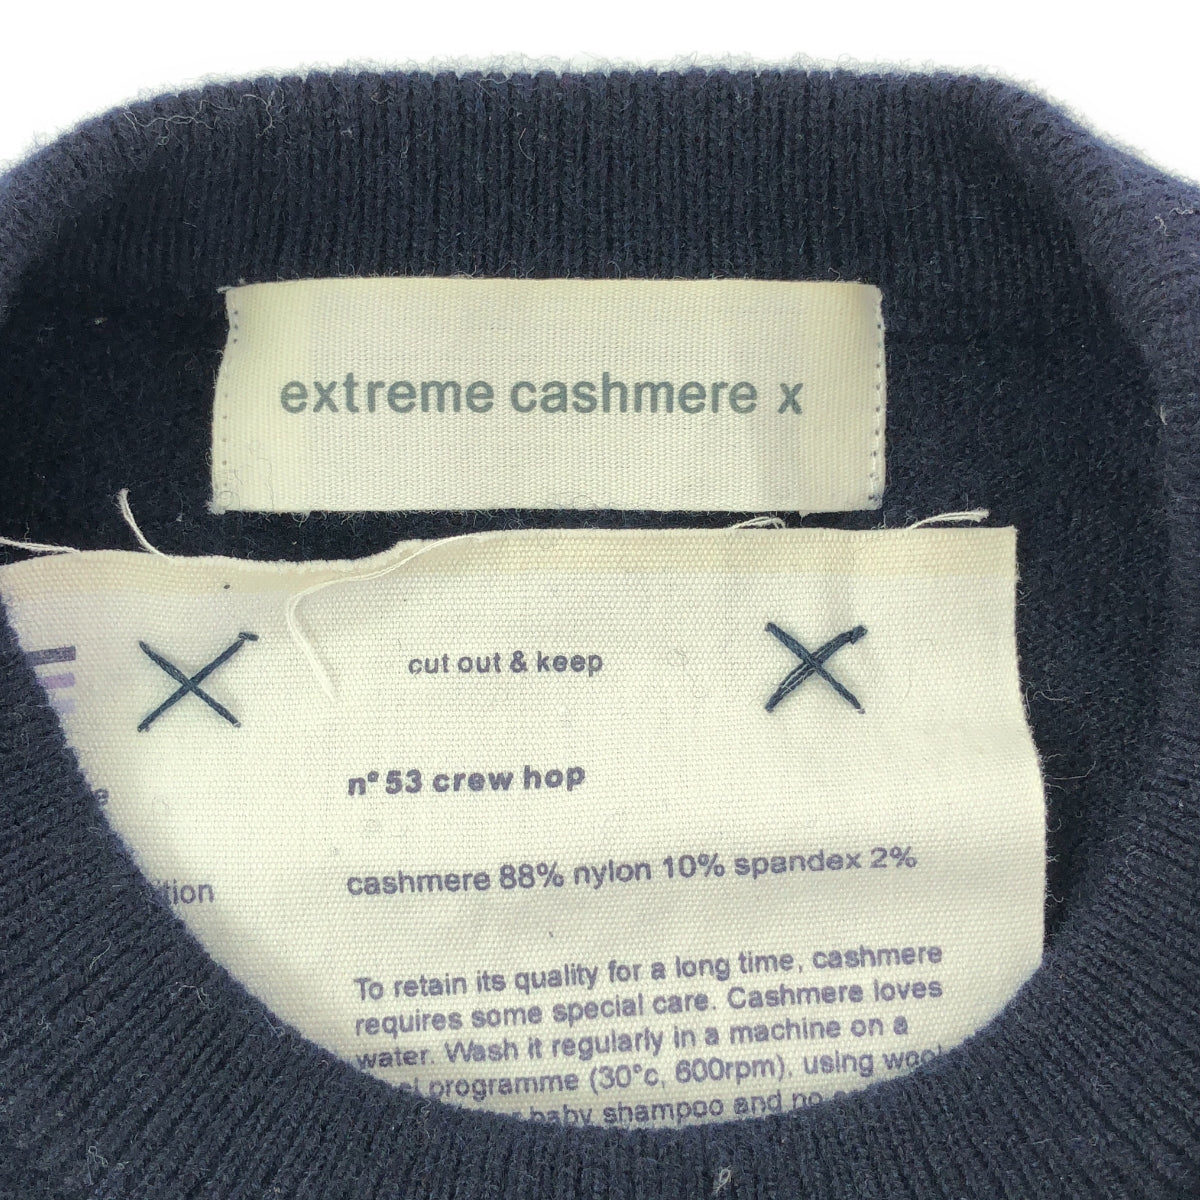 extreme cashmere x
cut out & keep
n° 53 crew hop
cashmere 88% nylon 10% spandex 2%
To retain its quality for a long time, cashmere
requires some special care. Cashmere loves
water. Wash it regularly in a machine on a
programme (30°c, 600rpm), using
baby shampoo and no